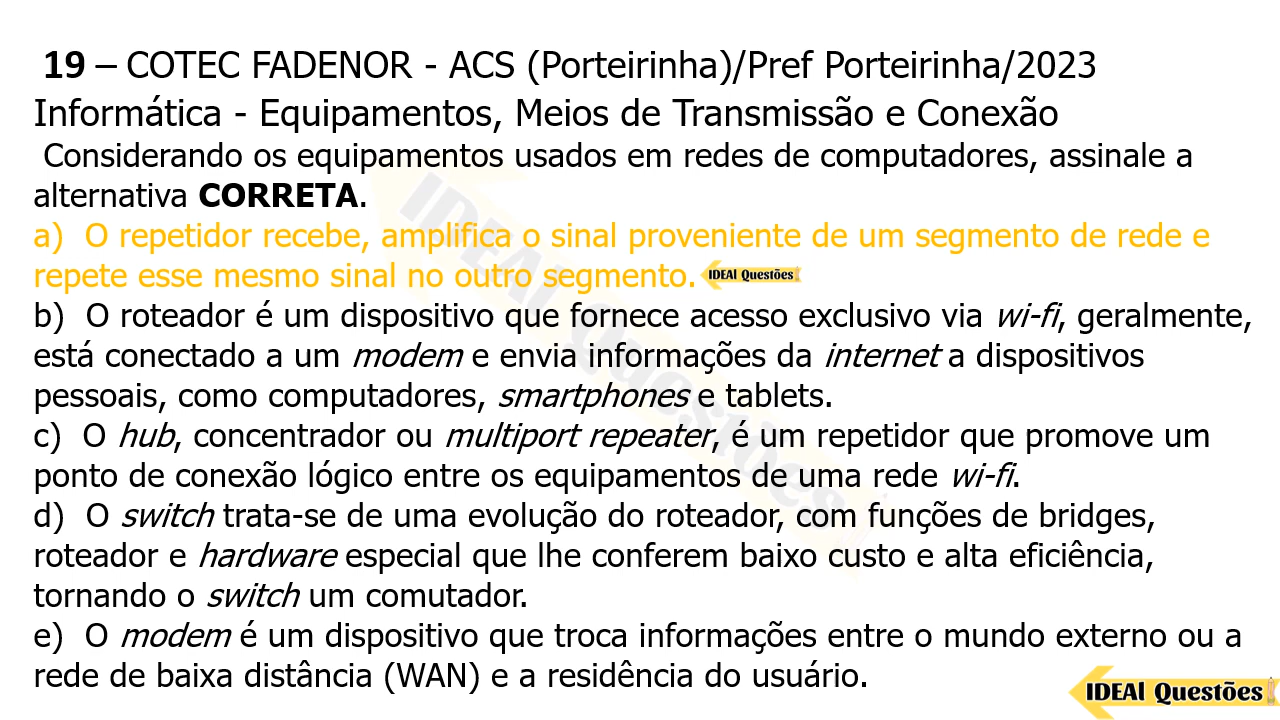 19 – COTEC FADENOR - ACS (Porteirinha)/Pref Porteirinha/2023
Informática - Equipamentos, Meios de Transmissão e Conexão
Considerando os equipamentos usados em redes de computadores, assinale a
alternativa CORRETA.
a) O repetidor recebe, amplifica o sinal proveniente de um segmento de rede e
repete esse mesmo sinal no outro segmento. IDEAl Questões
b) O roteador é um dispositivo que fornece acesso exclusivo via wi-fi, geralmente,
está conectado a um modem e envia informações da internet a dispositivos
pessoais, como computadores, smartphones e tablets.
c) O hub, concentrador ou multiport repeater, é um repetidor que promove um
ponto de conexão lógico entre os equipamentos de uma rede wi-fi.
d) O switch trata-se de uma evolução do roteador, com funções de bridges,
roteador e hardware especial que lhe conferem baixo custo e alta eficiência,
tornando o switch um comutador.
e) O modem é um dispositivo que troca informações entre o mundo externo ou a
rede de baixa distância (WAN) e a residência do usuário.
IDEAl Questões
IDEAl Questões